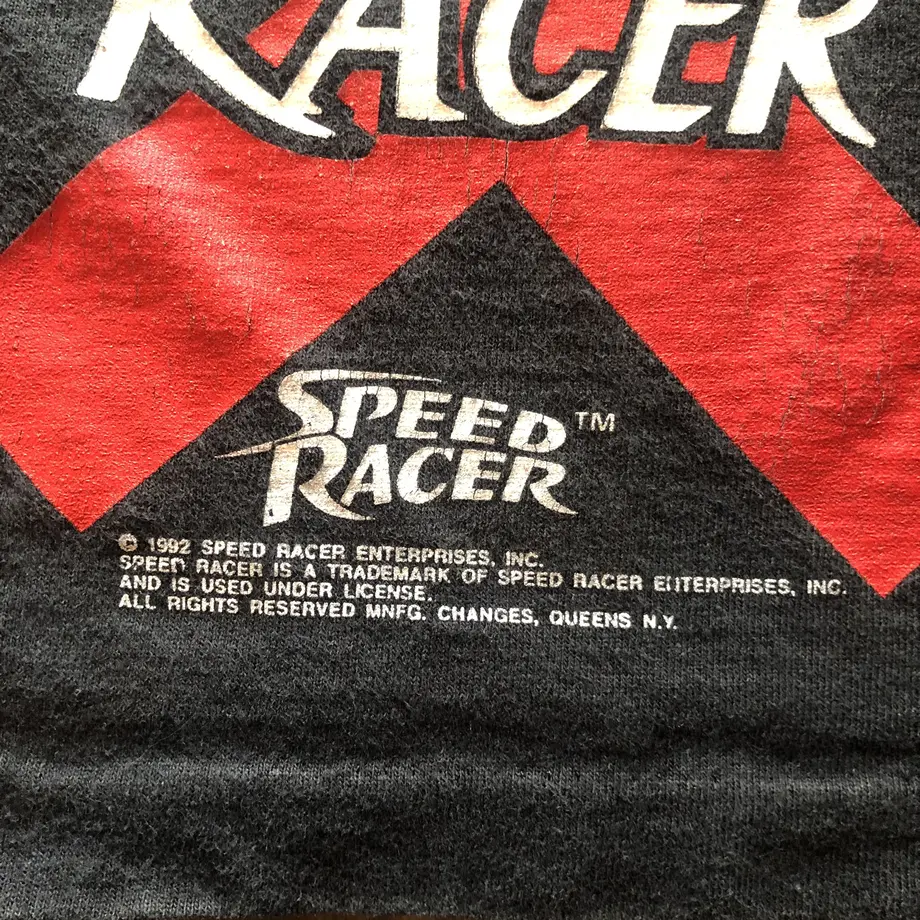 RACER
SPEED ™
RACER
© 1992 SPEED RACER ENTERPRISES, INC.
SPEED RACER IS A TRADEMARK OF SPEED RACER ENTERPRISES, INC.
AND IS USED UNDER LICENSE.
ALL RIGHTS RESERVED MNFG. CHANGES, QUEENS N.Y.